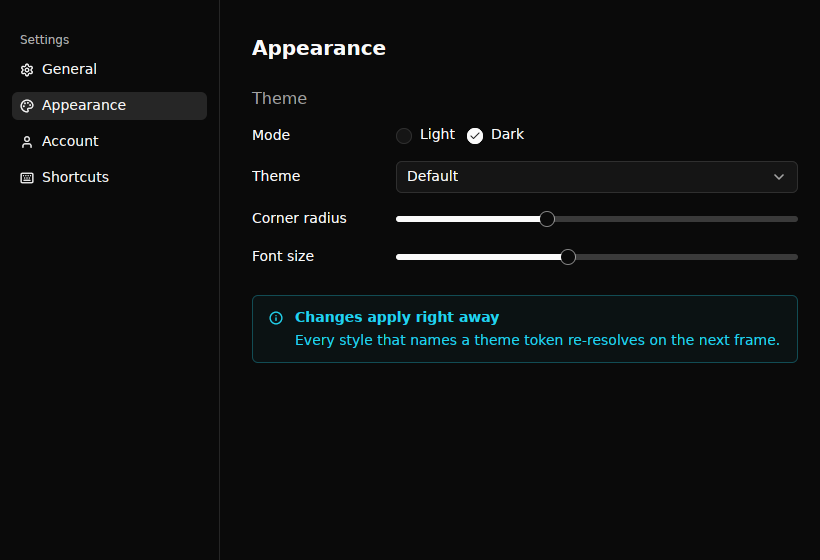 Settings
General
Appearance
Account
Shortcuts
Appearance
Theme
Mode
Light
Dark
Theme
Default
Corner radius
Font size
Changes apply right away
Every style that names a theme token re-resolves on the next frame.